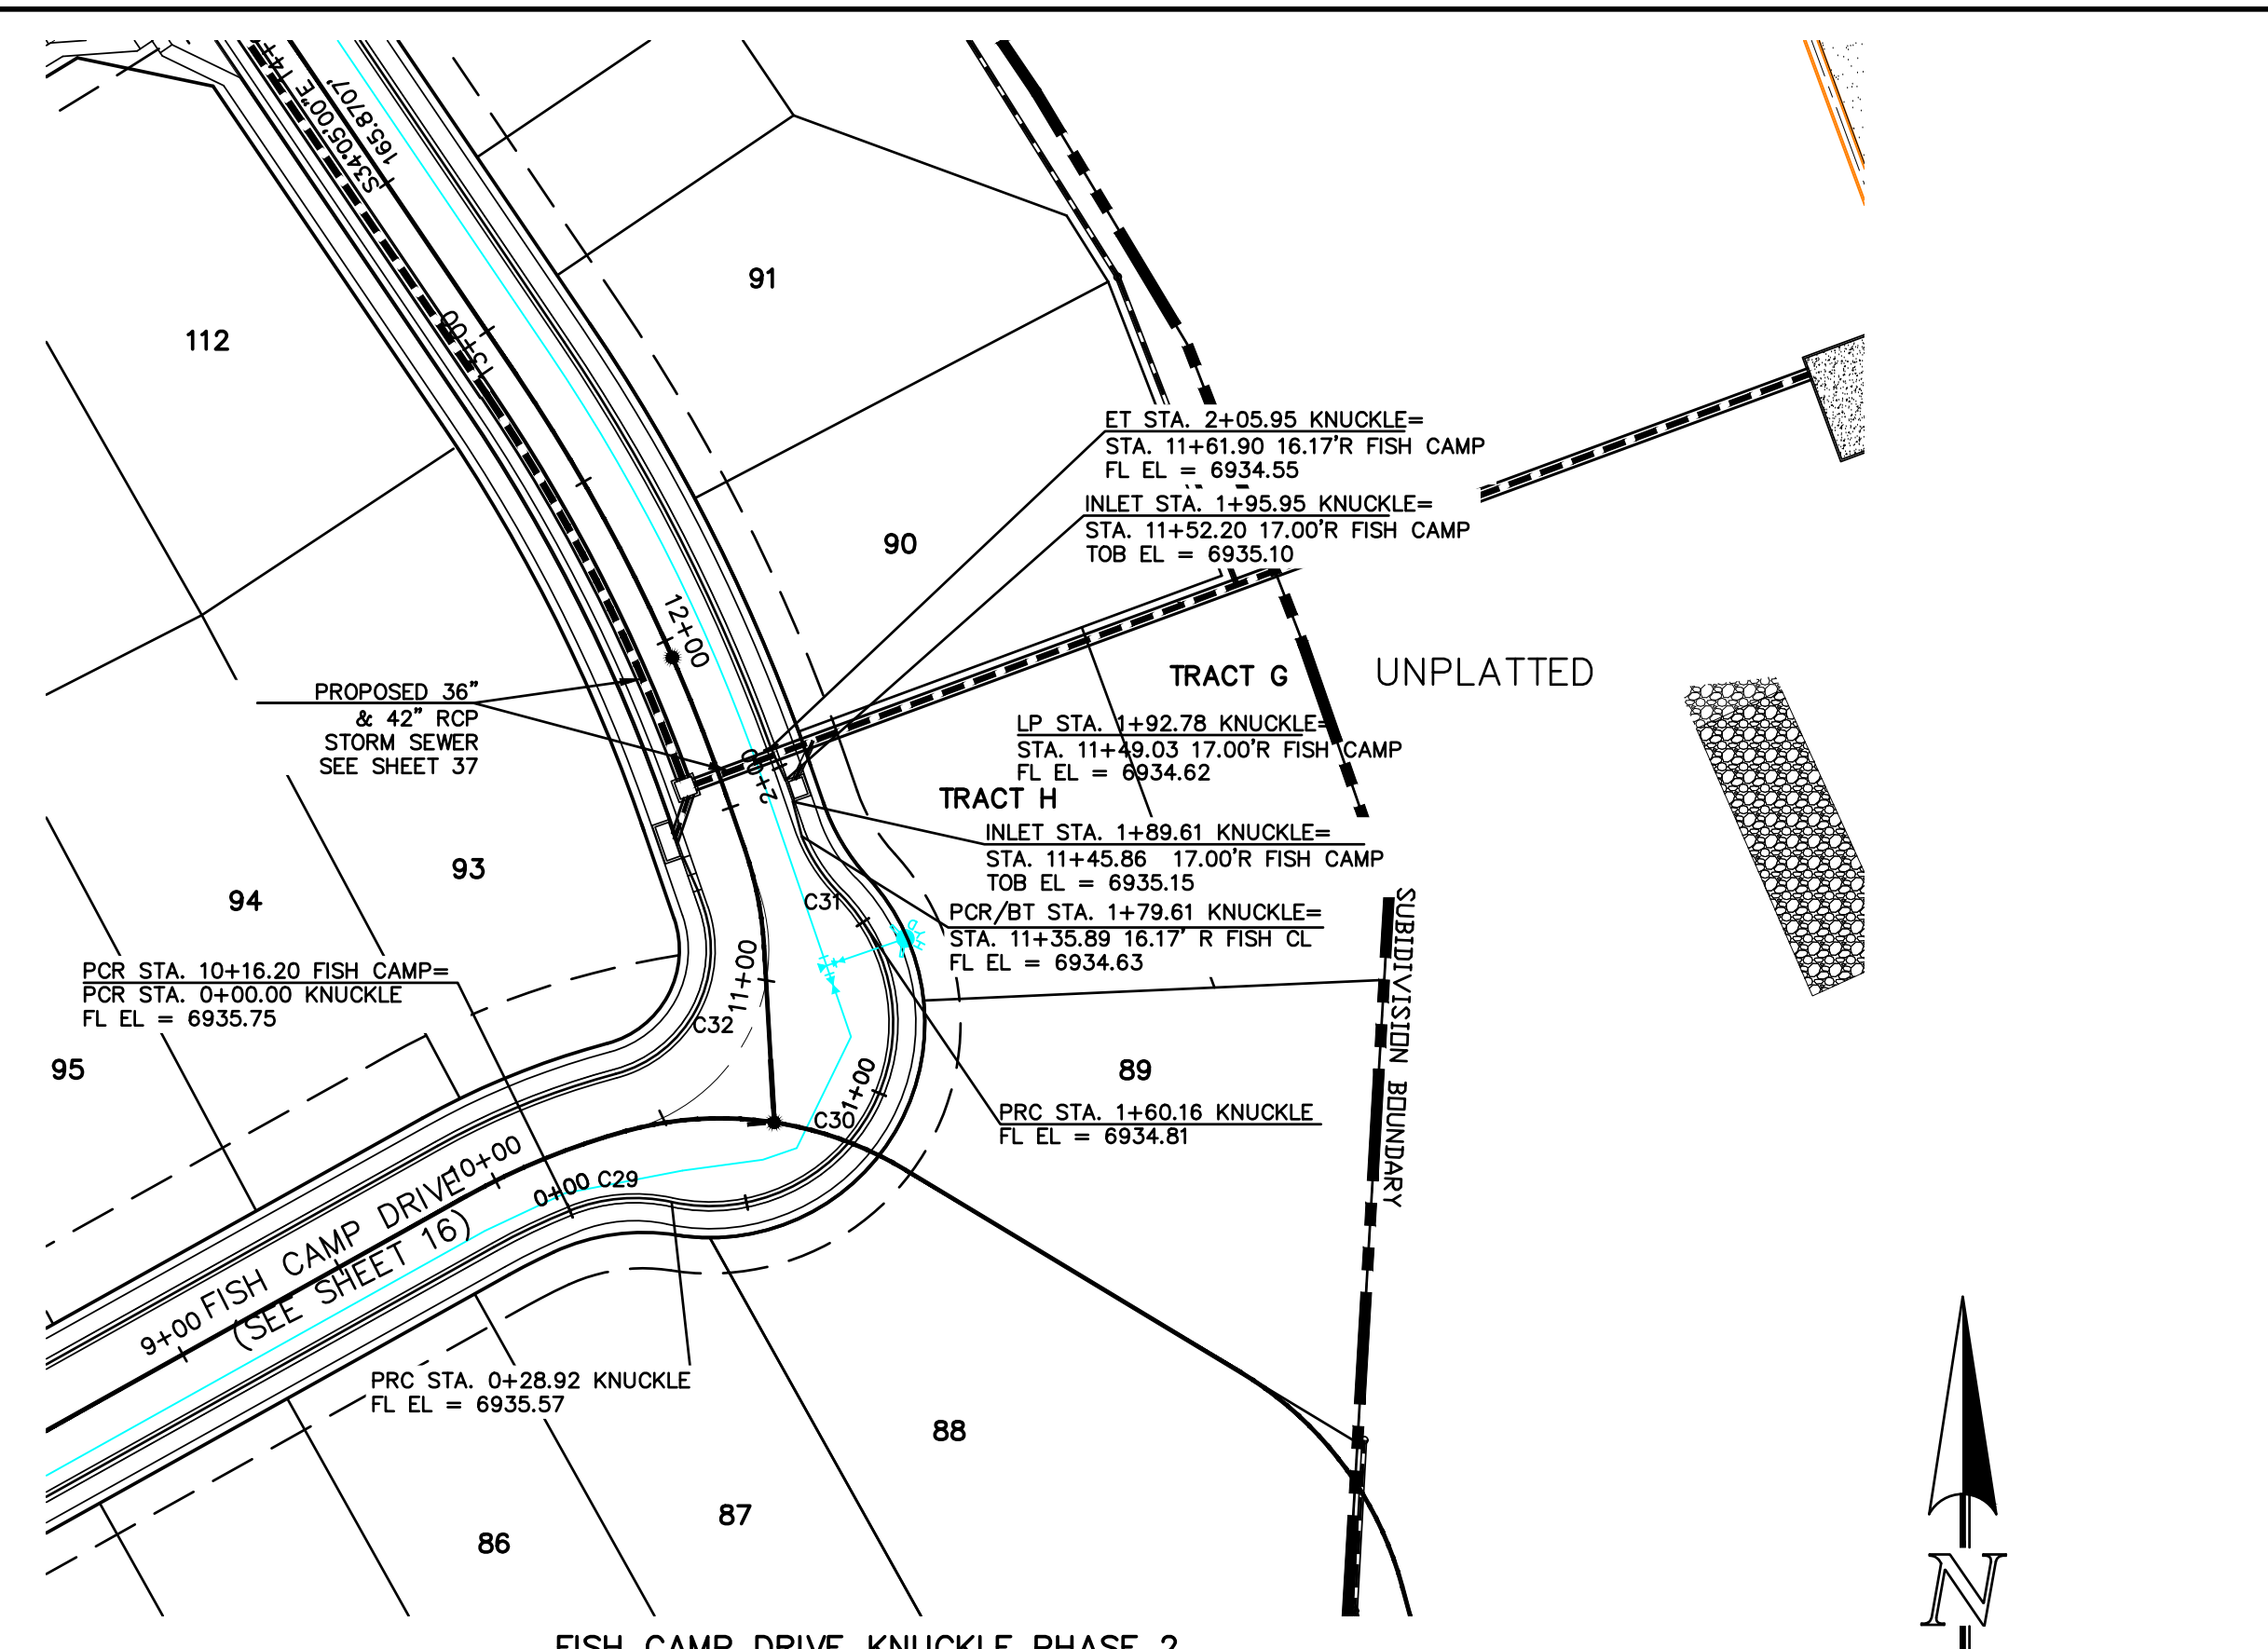 14+
S34°05'00"E
165.8707'
112
91
13+00
ET STA. 2+05.95 KNUCKLE=
STA. 11+61.90 16.17'R FISH CAMP
FL EL = 6934.55
INLET STA. 1+95.95 KNUCKLE=
STA. 11+52.20 17.00'R FISH CAMP
TOB EL = 6935.10
90
12+00
TRACT G
UNPLATTED
PROPOSED 36"
& 42" RCP
STORM SEWER
SEE SHEET 37
LP STA. 1+92.78 KNUCKLE=
STA. 11+49.03 17.00'R FISH CAMP
FL EL = 6934.62
2+00
TRACT H
INLET STA. 1+89.61 KNUCKLE=
STA. 11+45.86 17.00'R FISH CAMP
TOB EL = 6935.15
93
94
C31
PCR/BT STA. 1+79.61 KNUCKLE=
STA. 11+35.89 16.17' R FISH CL
FL EL = 6934.63
HYD
SUBIDIVISION BOUNDARY
PCR STA. 10+16.20 FISH CAMP=
PCR STA. 0+00.00 KNUCKLE
FL EL = 6935.75
11+00
C32
95
89
1+00
C30
PRC STA. 1+60.16 KNUCKLE
FL EL = 6934.81
10+00
0+00 C29
FISH CAMP DRIVE
(SEE SHEET 16)
9+00
PRC STA. 0+28.92 KNUCKLE
FL EL = 6935.57
88
87
86
N
FISH CAMP DRIVE KNUCKLE PHASE 2